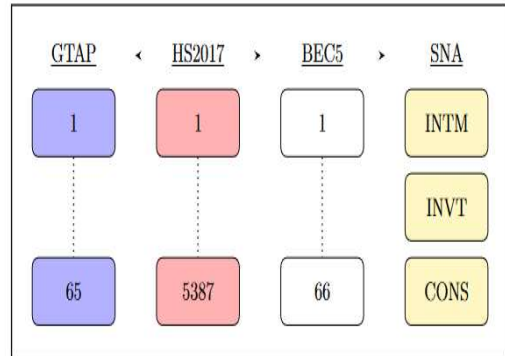 GTAP HS2017 BEC5 SNA
1 1 1 INTM
INVT
65 5387 66 CONS